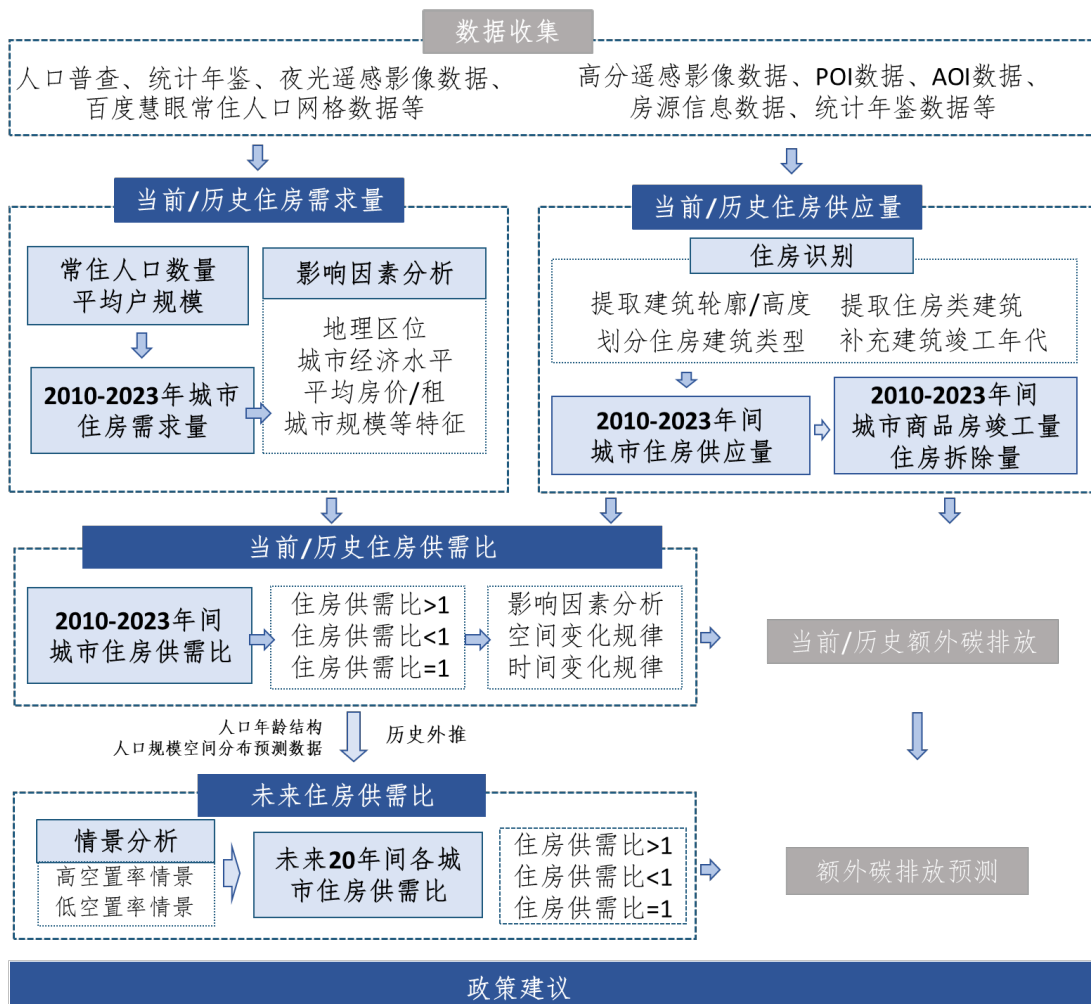 数据收集
人口普查、统计年鉴、夜光遥感影像数据、
百度慧眼常住人口网格数据等
高分遥感影像数据、POI数据、AOI数据、
房源信息数据、统计年鉴数据等
当前/历史住房需求量
常住人口数量
平均户规模
2010-2023年城市
住房需求量
影响因素分析
地理区位
城市经济水平
平均房价/租
城市规模等特征
当前/历史住房供应量
住房识别
提取建筑轮廓/高度
提取住房类建筑
划分住房建筑类型
补充建筑竣工年代
2010-2023年间
城市住房供应量
2010-2023年间
城市商品房竣工量
住房拆除量
当前/历史住房供需比
2010-2023年间
城市住房供需比
住房供需比>1
住房供需比<1
住房供需比=1
影响因素分析
空间变化规律
时间变化规律
当前/历史额外碳排放
人口年龄结构
人口规模空间分布预测数据
历史外推
未来住房供需比
情景分析
高空置率情景
低空置率情景
未来20年间各城
市住房供需比
住房供需比>1
住房供需比<1
住房供需比=1
额外碳排放预测
政策建议